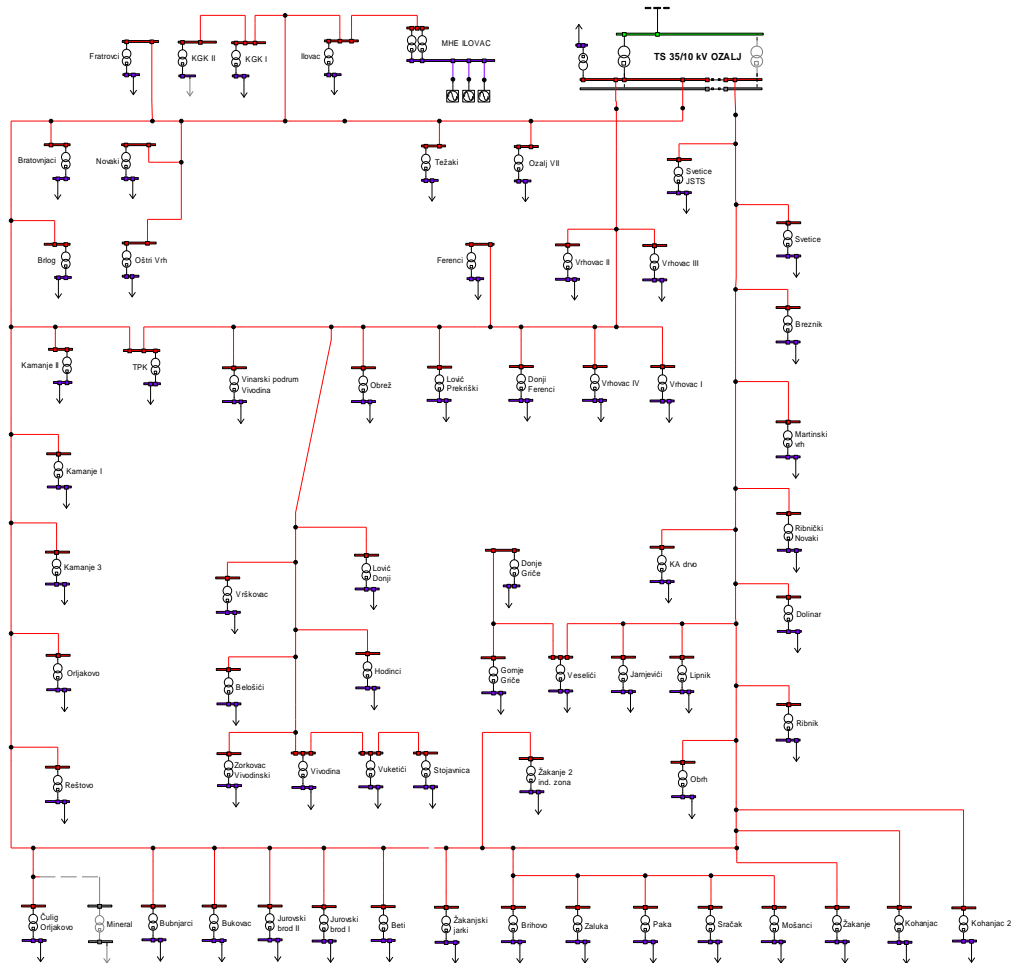 Fratrovci
KGK II
KGK I
Ilovac
MHE ILOVAC
TS 35/10 kV OZALJ
Bratovnjaci
Novaki
Težaki
Ozalj VII
Svetice
JSTS
Svetice
Brlog
Oštri Vrh
Ferenci
Vrhovac II
Vrhovac III
Breznik
Kamanje II
TPK
Vinarski podrum
Vivodina
Obrež
Lović
Prekriški
Donji
Ferenci
Vrhovac IV
Vrhovac I
Martinski
vrh
Kamanje I
Ribnički
Novaki
Kamanje 3
Vrškovac
Lović
Donji
Donje
Griče
KA drvo
Dolinar
Orljakovo
Belošići
Hodinci
Gornje
Griče
Veselići
Jarnjevići
Lipnik
Ribnik
Reštovo
Zorkovac
Vivodinski
Vivodina
Vuketići
Stojavnica
Žakanje 2
ind. zona
Obrh
Čulig
Orljakovo
Mineral
Bubnjarci
Bukovac
Jurovski
brod II
Jurovski
brod I
Beti
Žakanjski
jarki
Brihovo
Zaluka
Paka
Sračak
Mošanci
Žakanje
Kohanjac
Kohanjac 2